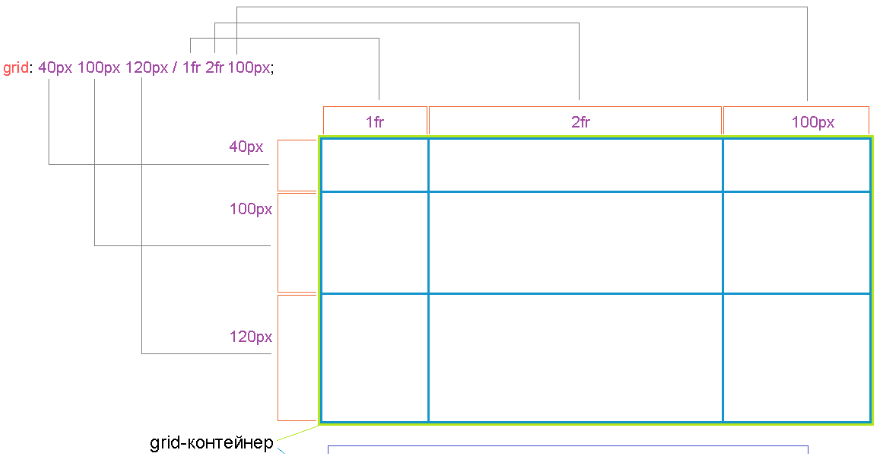 grid: 40px 100px 120px / 1fr 2fr 100px;
1fr 2fr 100px
40px
100px
120px
grid-контейнер